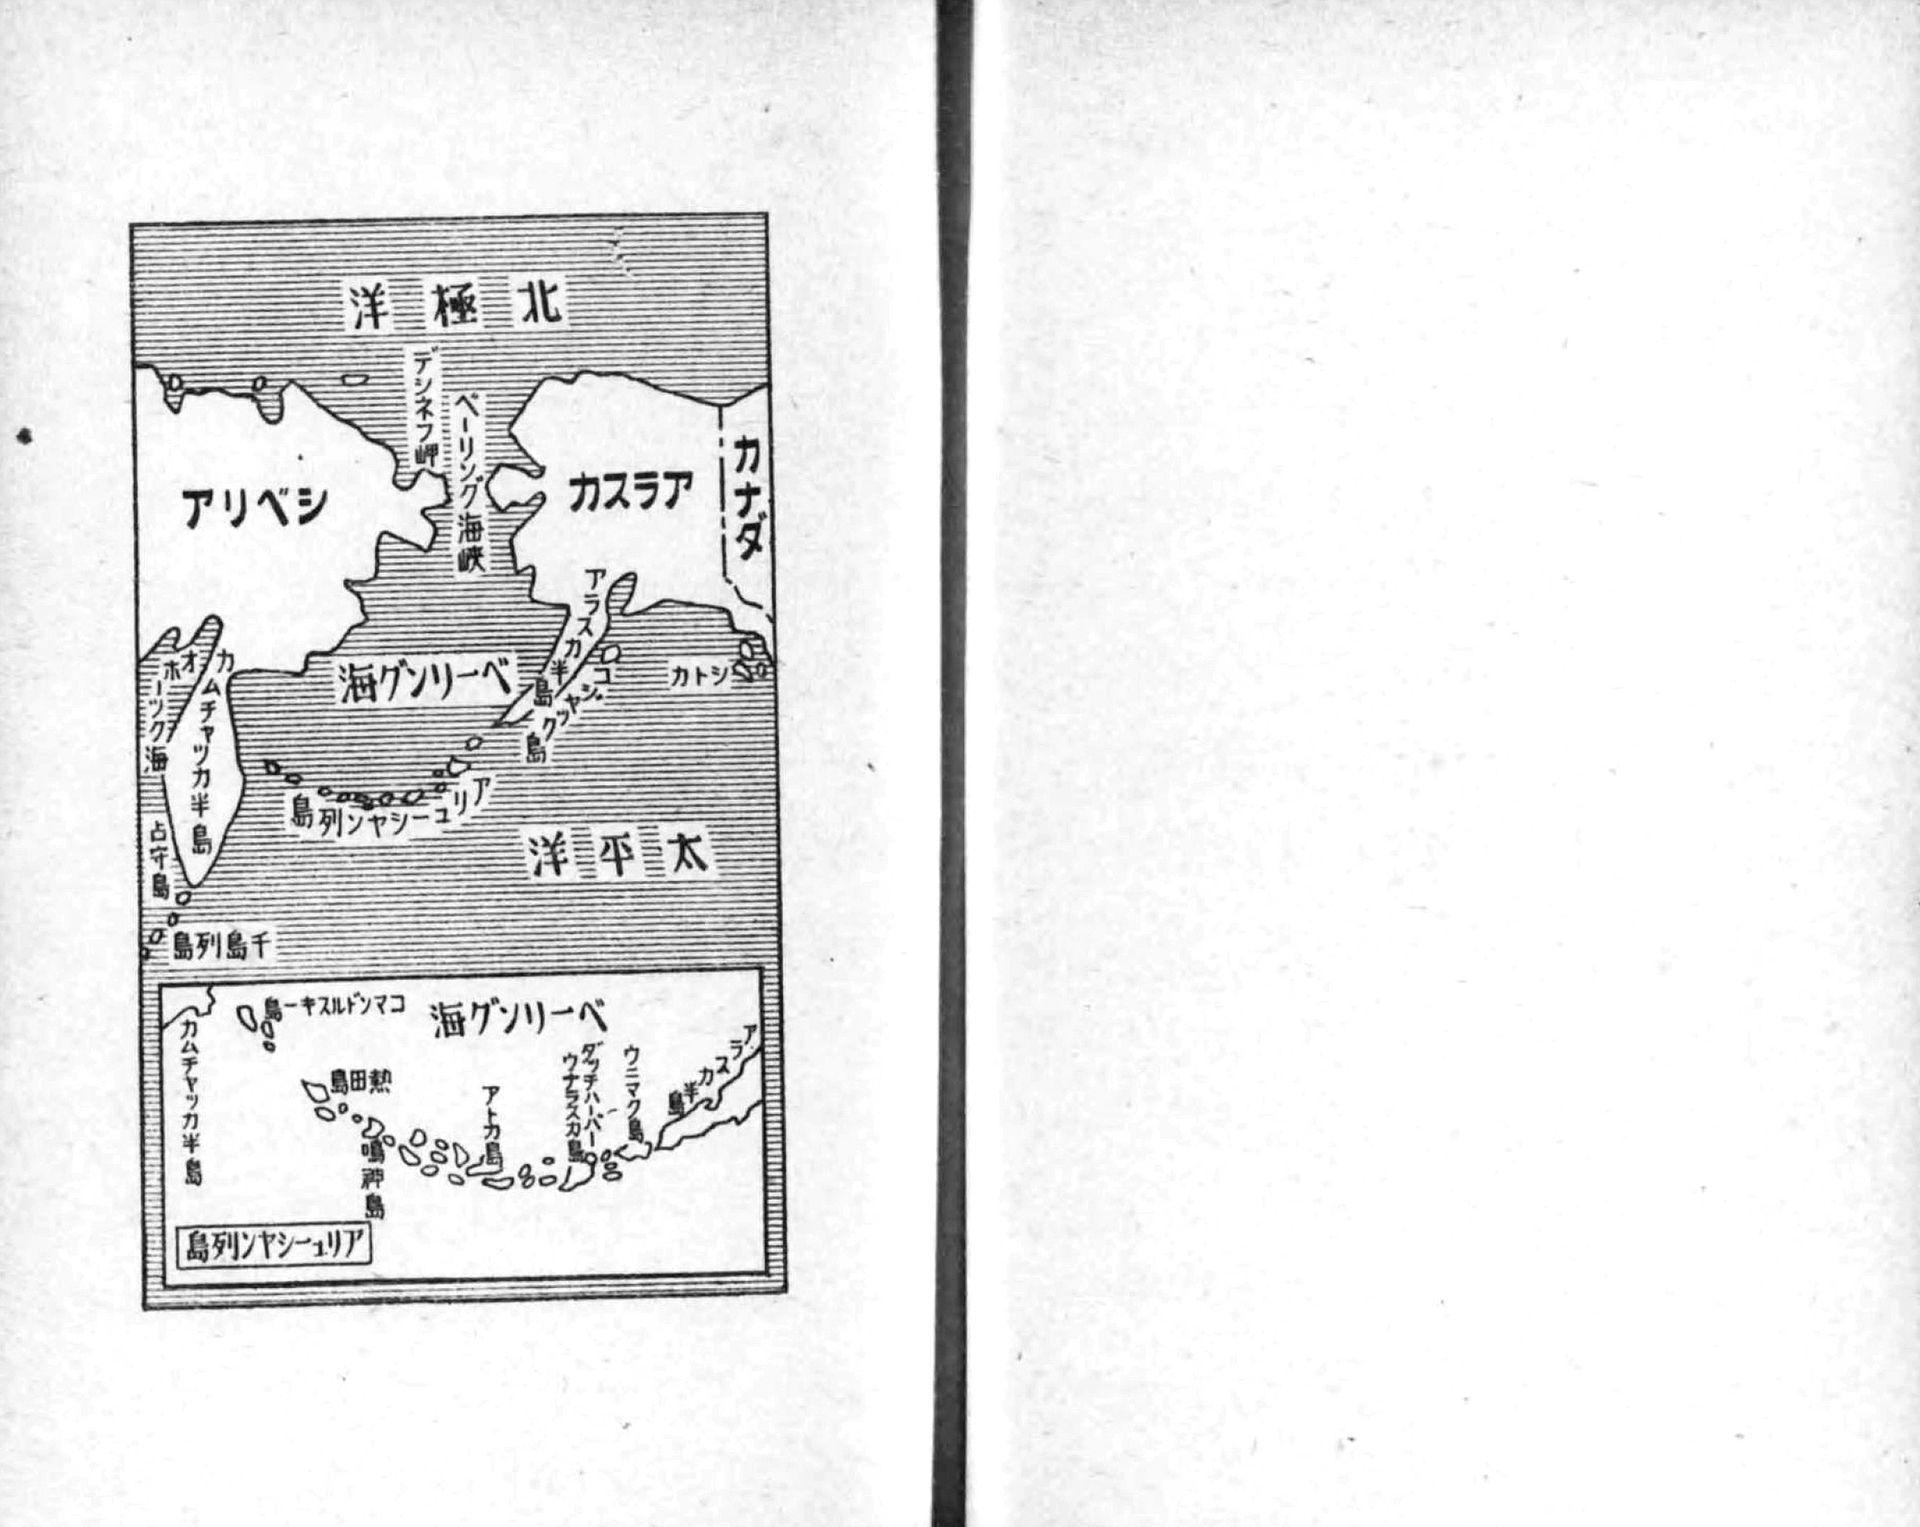 北極洋
デシネフ岬
ベーリング海峡
シベリア
アラスカ
カナダ
アラスカ半島
コジャック島
シトカ
ベーリング海
オホーツク海
カムチャツカ半島
アリューシャン列島
太平洋
占守島
千島列島
コマンドルスキー島
ベーリング海
カムチャツカ半島
熱田島
鳴神島
アトカ島
ダッチハーバー
ウナラスカ島
ウニマク島
アラスカ半島
アリューシャン列島